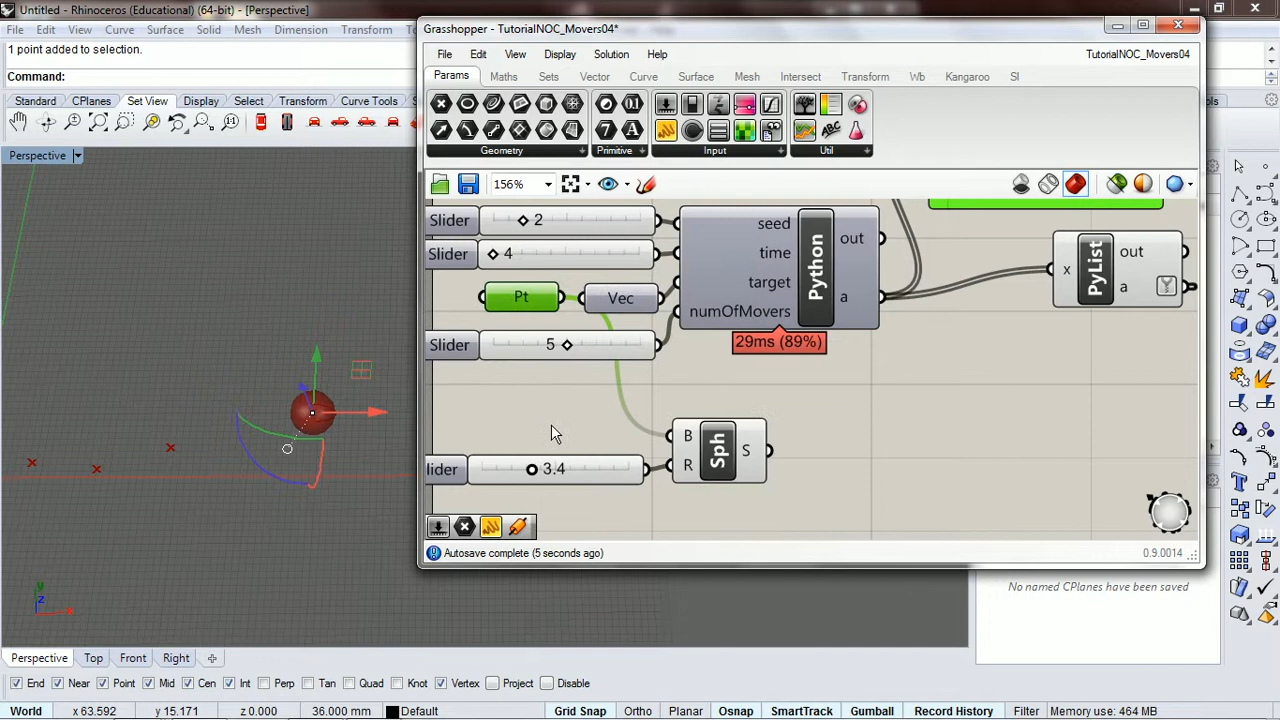 Untitled - Rhinoceros (Educational) (64-bit) - [Perspective]
File Edit View Curve Surface Solid Mesh Dimension Transform
1 point added to selection.
Command:
Standard CPlanes Set View Display Select Transform Curve Tools
Perspective
Grasshopper - TutorialNOC_Movers04*
File Edit View Display Solution Help
TutorialNOC_Movers04
Params Maths Sets Vector Curve Surface Mesh Intersect Transform Wb Kangaroo SI
Geometry Primitive Input Util
156%
Slider 2
Slider 4
Pt Vec
Slider 5
seed
time
target
numOfMovers
Python
out
a
29ms (89%)
x PyList out
a
lider 3.4
B
R
Sph
S
Autosave complete (5 seconds ago)
0.9.0014
No named CPlanes have been saved
y
z
x
Perspective Top Front Right
End Near Point Mid Cen Int Perp Tan Quad Knot Vertex Project Disable
World x 63.592 y 15.171 z 0.000 36.000 mm Default Grid Snap Ortho Planar Osnap SmartTrack Gumball Record History Filter Memory use: 464 MB